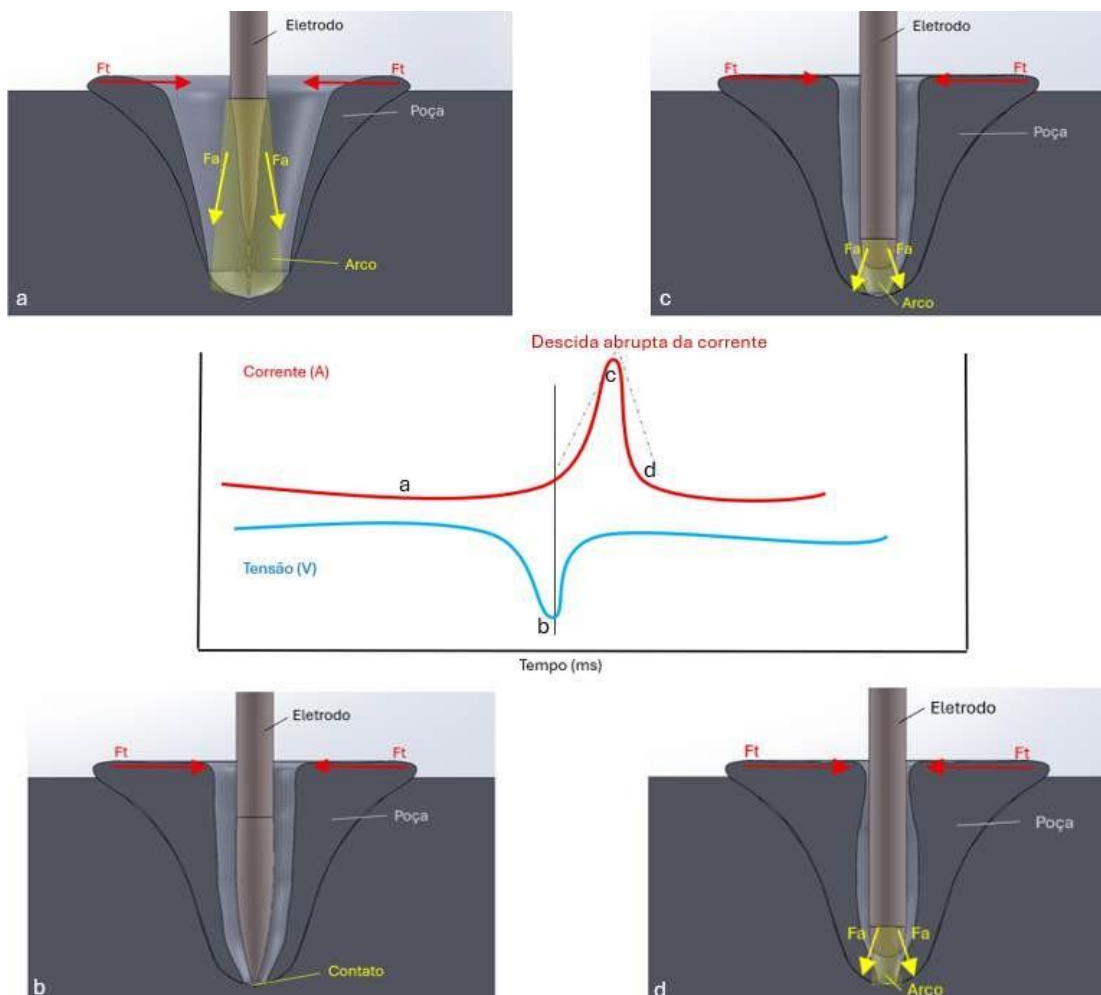 Eletrodo
Ft
Ft
Poça
Fa
Fa
Arco
a
Eletrodo
Ft
Ft
Poça
Fa
Fa
Arco
c
Descida abrupta da corrente
Corrente (A)
c
a
d
Tensão (V)
b
Tempo (ms)
Eletrodo
Ft
Ft
Poça
Contato
b
Eletrodo
Ft
Ft
Poça
Fa
Fa
Arco
d